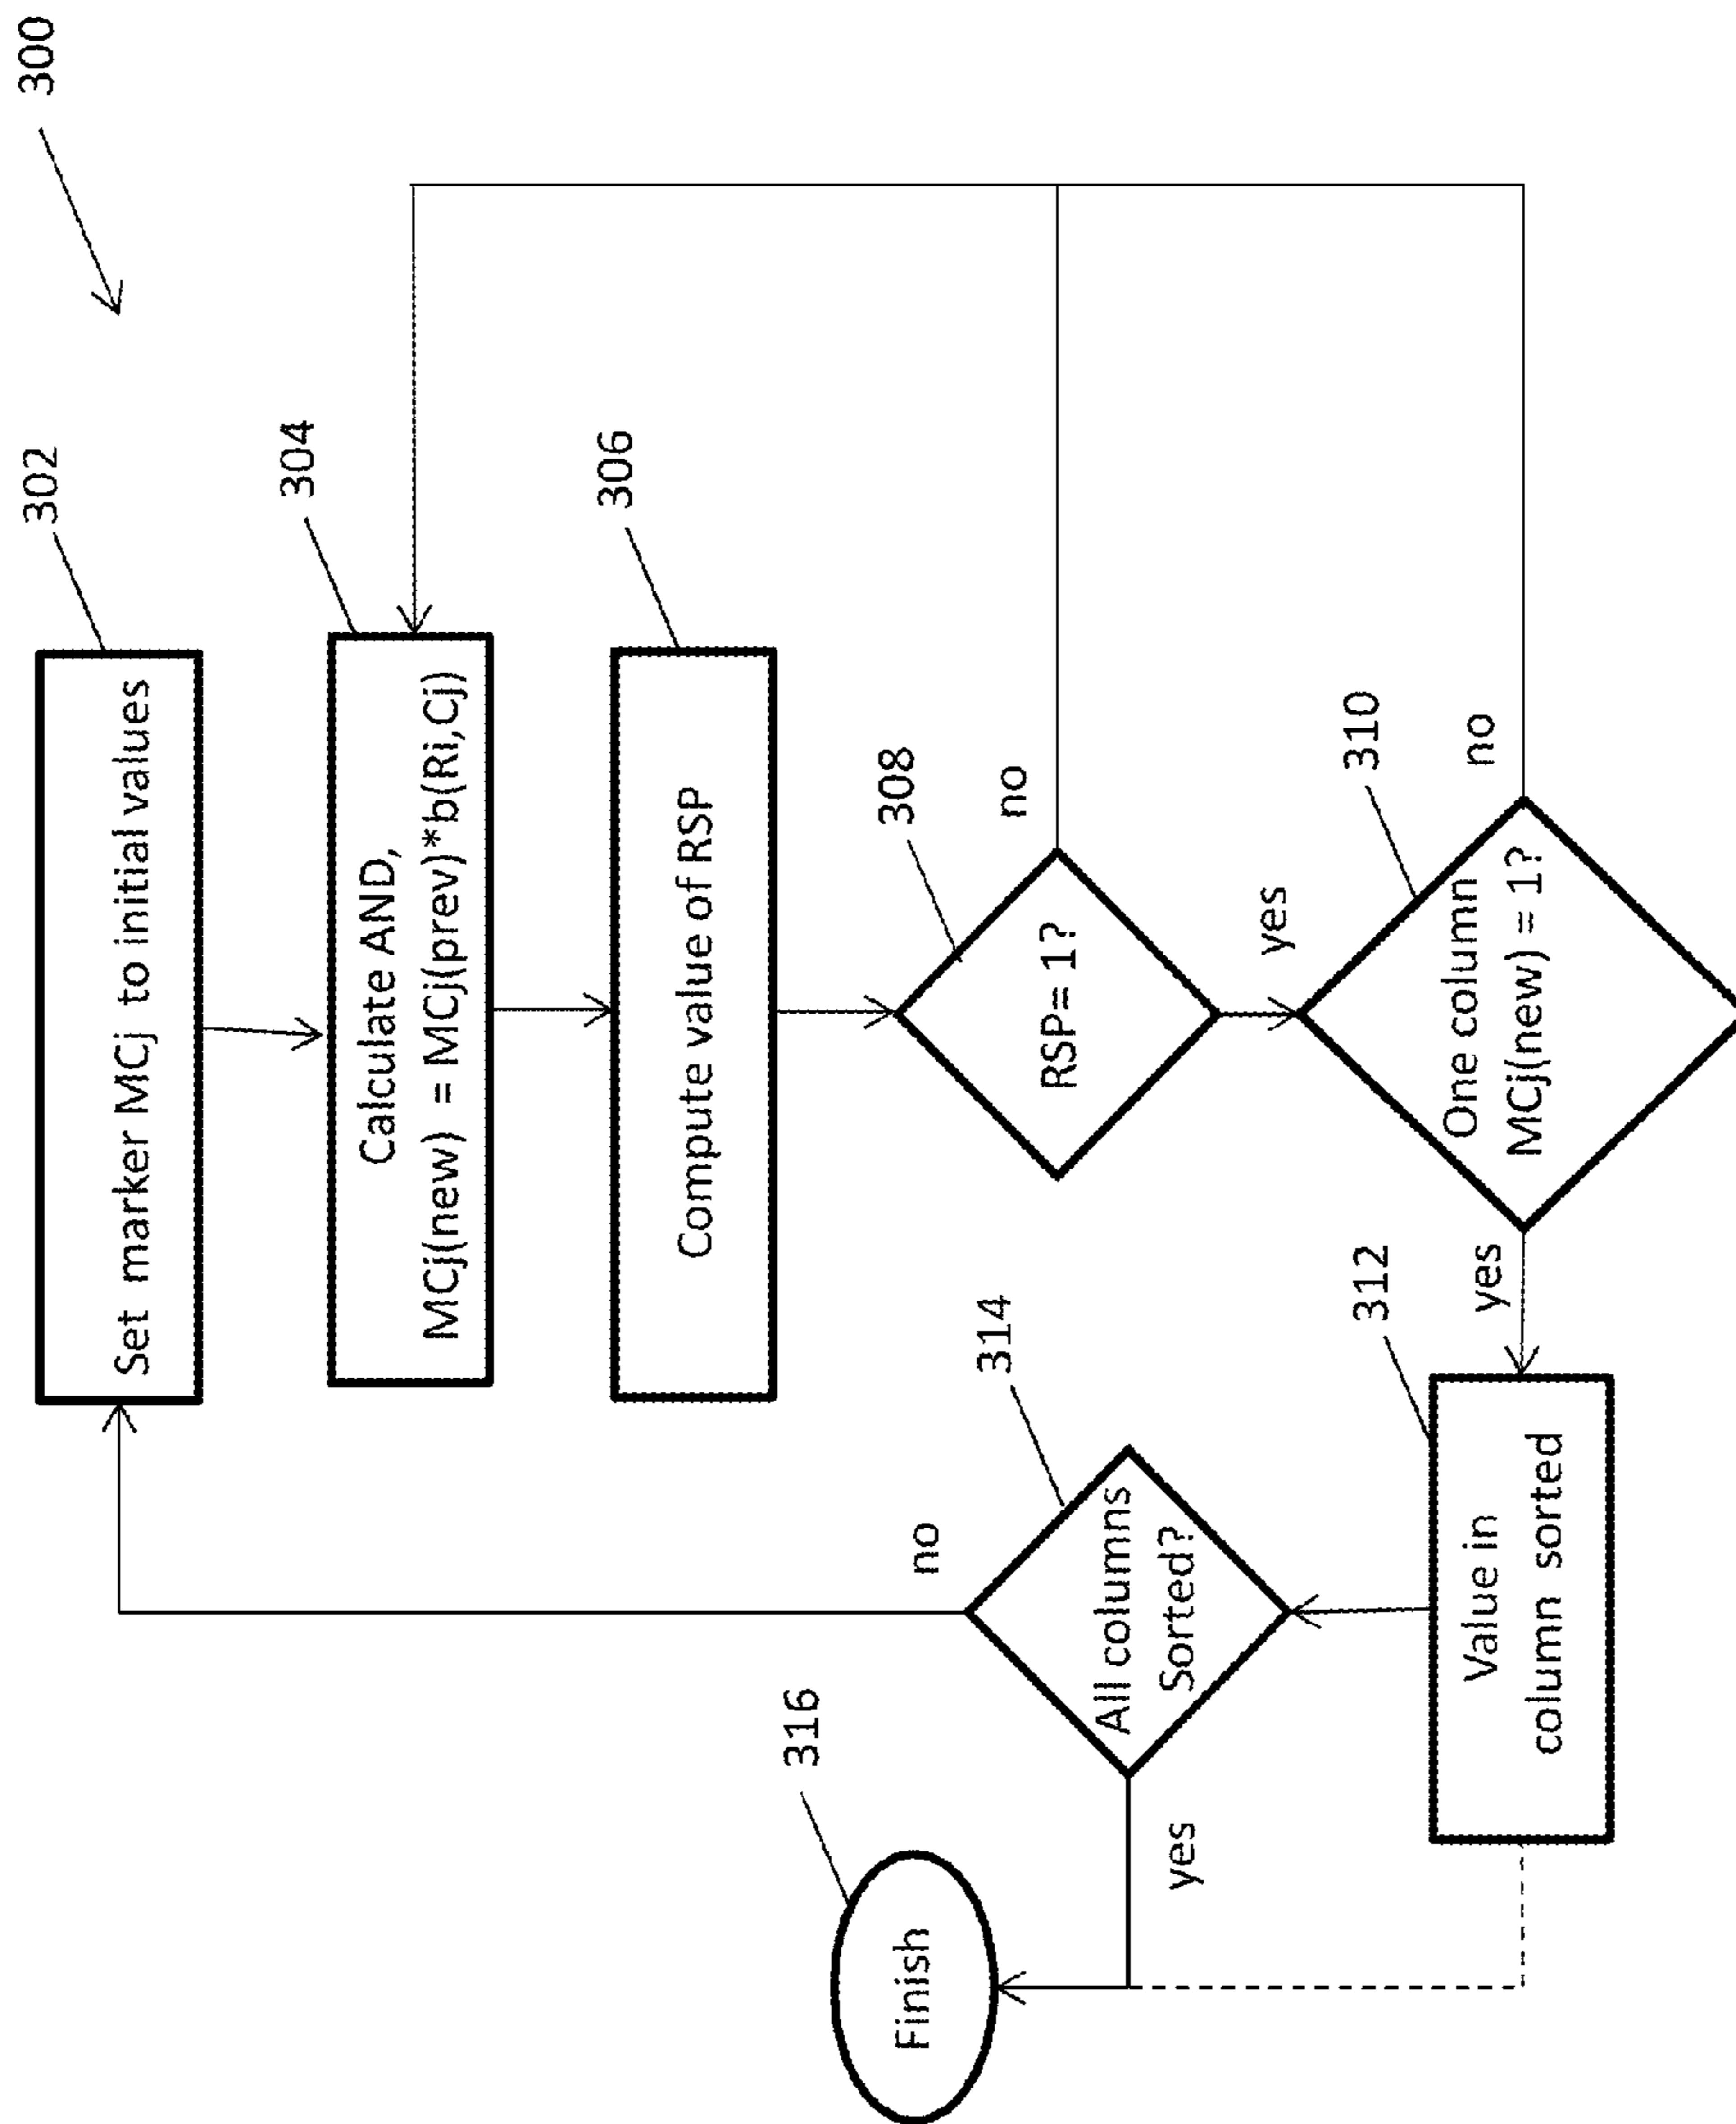 300
302
Set marker MCj to initial values
304
Calculate AND,
MCj(new) = MCj(prev)*b(Ri,Cj)
306
Compute value of RSP
308
RSP= 1?
no
yes
310
One column
MCj(new) = 1?
no
yes
312
Value in
column sorted
314
All columns
Sorted?
no
yes
316
Finish